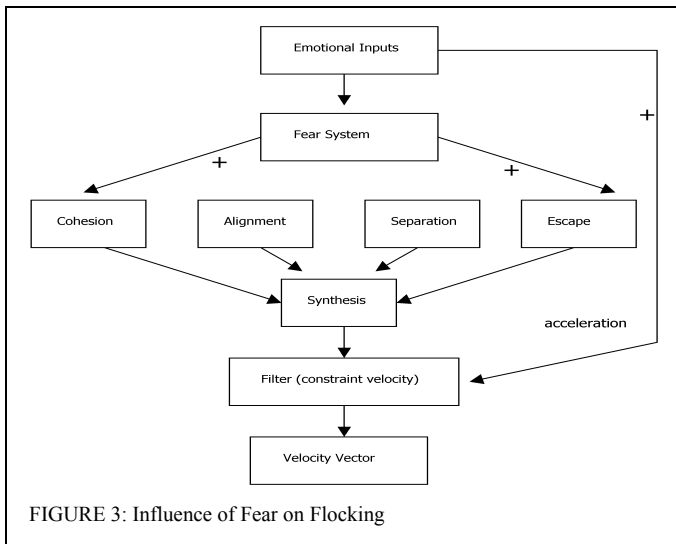 Emotional Inputs
+
Fear System
+
+
Cohesion
Alignment
Separation
Escape
Synthesis
acceleration
Filter (constraint velocity)
Velocity Vector
FIGURE 3: Influence of Fear on Flocking